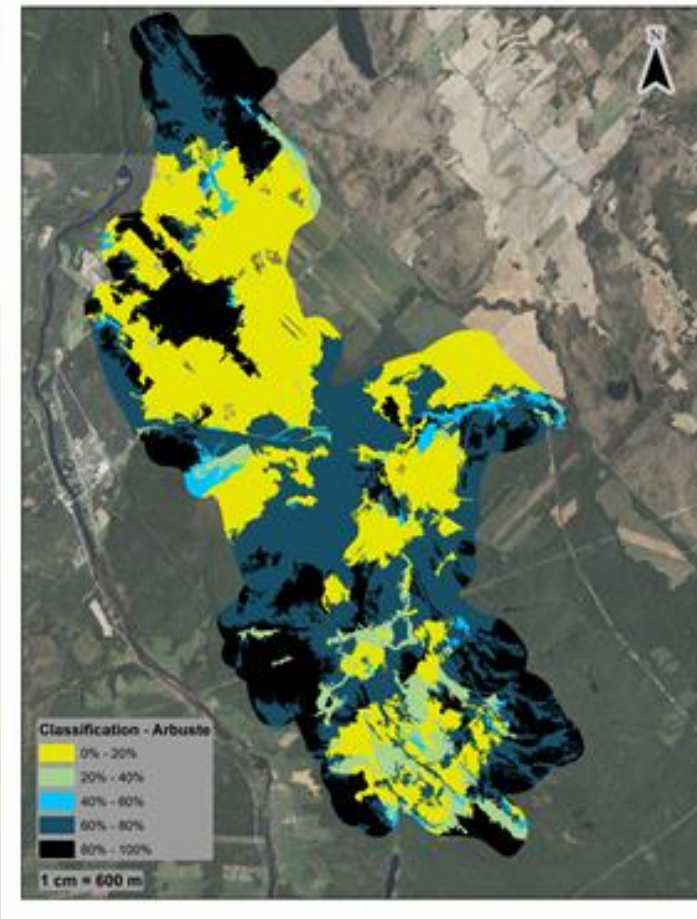 N
Classification - Arbuste
0% - 20%
20% - 40%
40% - 60%
60% - 80%
80% - 100%
1 cm = 600 m